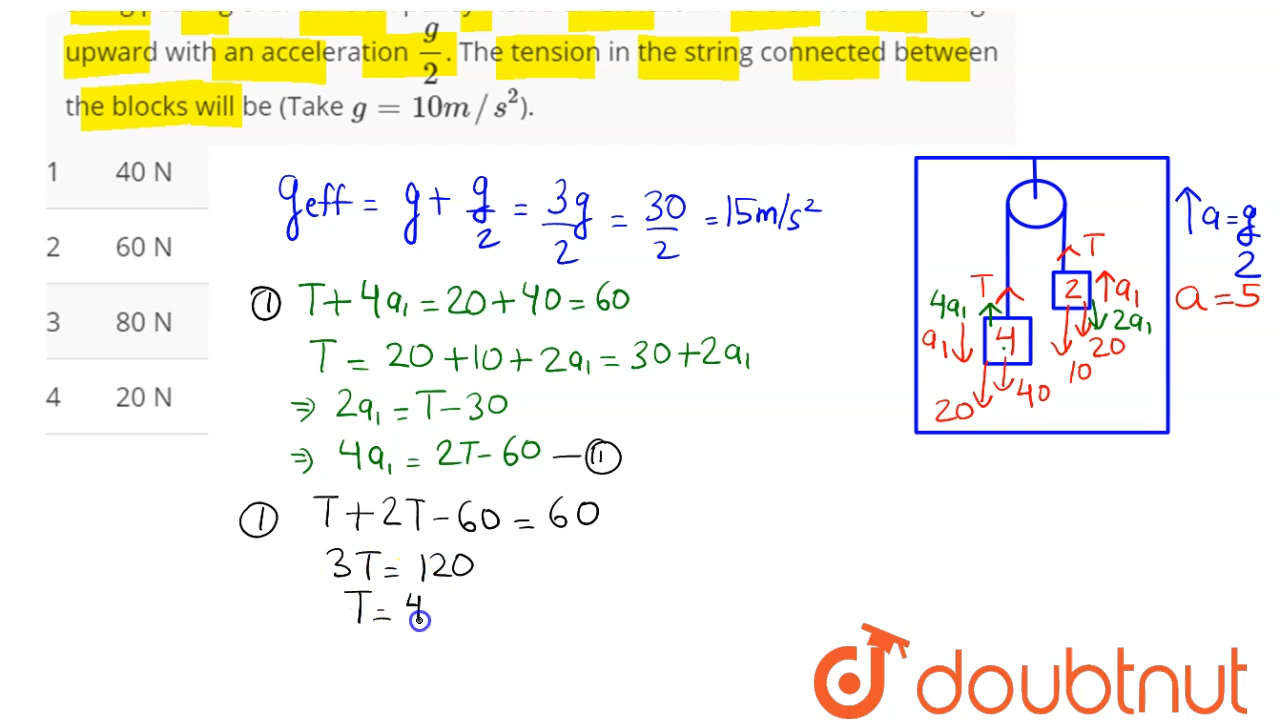 upward with an acceleration g/2. The tension in the string connected between
the blocks will be (Take g = 10m/s²).
1 40 N
2 60 N
3 80 N
4 20 N
geff = g + g/2 = 3g/2 = 30/2 = 15m/s²
① T + 4a₁ = 20 + 40 = 60
T = 20 + 10 + 2a₁ = 30 + 2a₁
⇒ 2a₁ = T - 30
⇒ 4a₁ = 2T - 60 —⑪
① T + 2T - 60 = 60
3T = 120
T = 4
↑a = g/2
a = 5
T
T
2
↑a₁
2a₁
20
10
4a₁
a₁
4
40
20
doubtnut